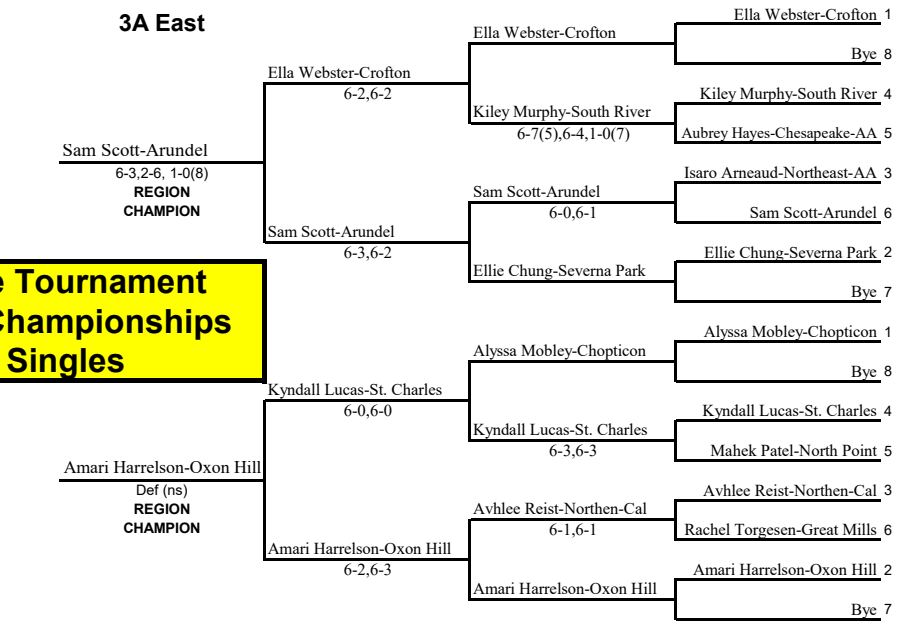 3A East
Ella Webster-Crofton 1
Ella Webster-Crofton
Bye 8
Ella Webster-Crofton
6-2,6-2
Kiley Murphy-South River 4
Kiley Murphy-South River
6-7(5),6-4,1-0(7)
Aubrey Hayes-Chesapeake-AA 5
Sam Scott-Arundel
6-3,2-6, 1-0(8)
REGION
CHAMPION
Isaro Arneaud-Northeast-AA 3
Sam Scott-Arundel
6-0,6-1
Sam Scott-Arundel 6
Sam Scott-Arundel
6-3,6-2
Ellie Chung-Severna Park 2
Ellie Chung-Severna Park
Bye 7
e Tournament
Championships
Singles
Alyssa Mobley-Chopticon 1
Alyssa Mobley-Chopticon
Bye 8
Kyndall Lucas-St. Charles
6-0,6-0
Kyndall Lucas-St. Charles 4
Kyndall Lucas-St. Charles
6-3,6-3
Mahek Patel-North Point 5
Amari Harrelson-Oxon Hill
Def (ns)
REGION
CHAMPION
Avhlee Reist-Northen-Cal 3
Avhlee Reist-Northen-Cal
6-1,6-1
Rachel Torgesen-Great Mills 6
Amari Harrelson-Oxon Hill
6-2,6-3
Amari Harrelson-Oxon Hill 2
Amari Harrelson-Oxon Hill
Bye 7